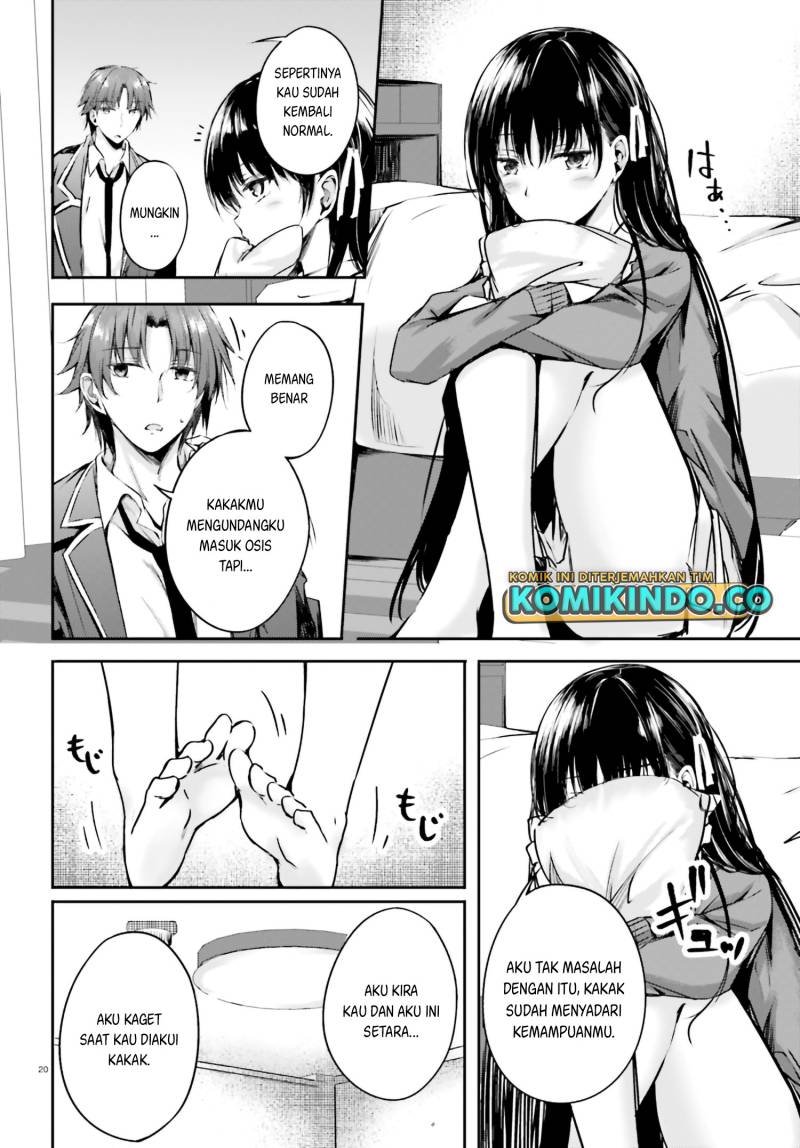 はぁ…
SEPERTINYA
KAU SUDAH
KEMBALI
NORMAL.
MUNGKIN
...
MEMANG
BENAR
KAKAKMU
MENGUNDANGKU
MASUK OSIS
TAPI...
KOMIK INI DITERJEMAHKAN TIM
KOMIKINDO.CO
ギュッ
AKU TAK MASALAH
DENGAN ITU, KAKAK
SUDAH MENYADARI
KEMAMPUANMU.
もじ
もじ
AKU KIRA
KAU DAN AKU INI
SETARA...
AKU KAGET
SAAT KAU DIAKUI
KAKAK.
20